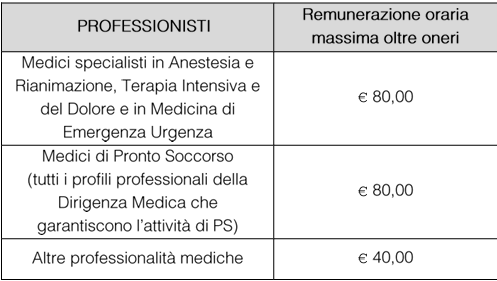 PROFESSIONISTI
Remunerazione oraria
massima oltre oneri
Medici specialisti in Anestesia e
Rianimazione, Terapia Intensiva e
del Dolore e in Medicina di
Emergenza Urgenza
€ 80,00
Medici di Pronto Soccorso
(tutti i profili professionali della
Dirigenza Medica che
garantiscono l'attività di PS)
€ 80,00
Altre professionalità mediche
€ 40,00